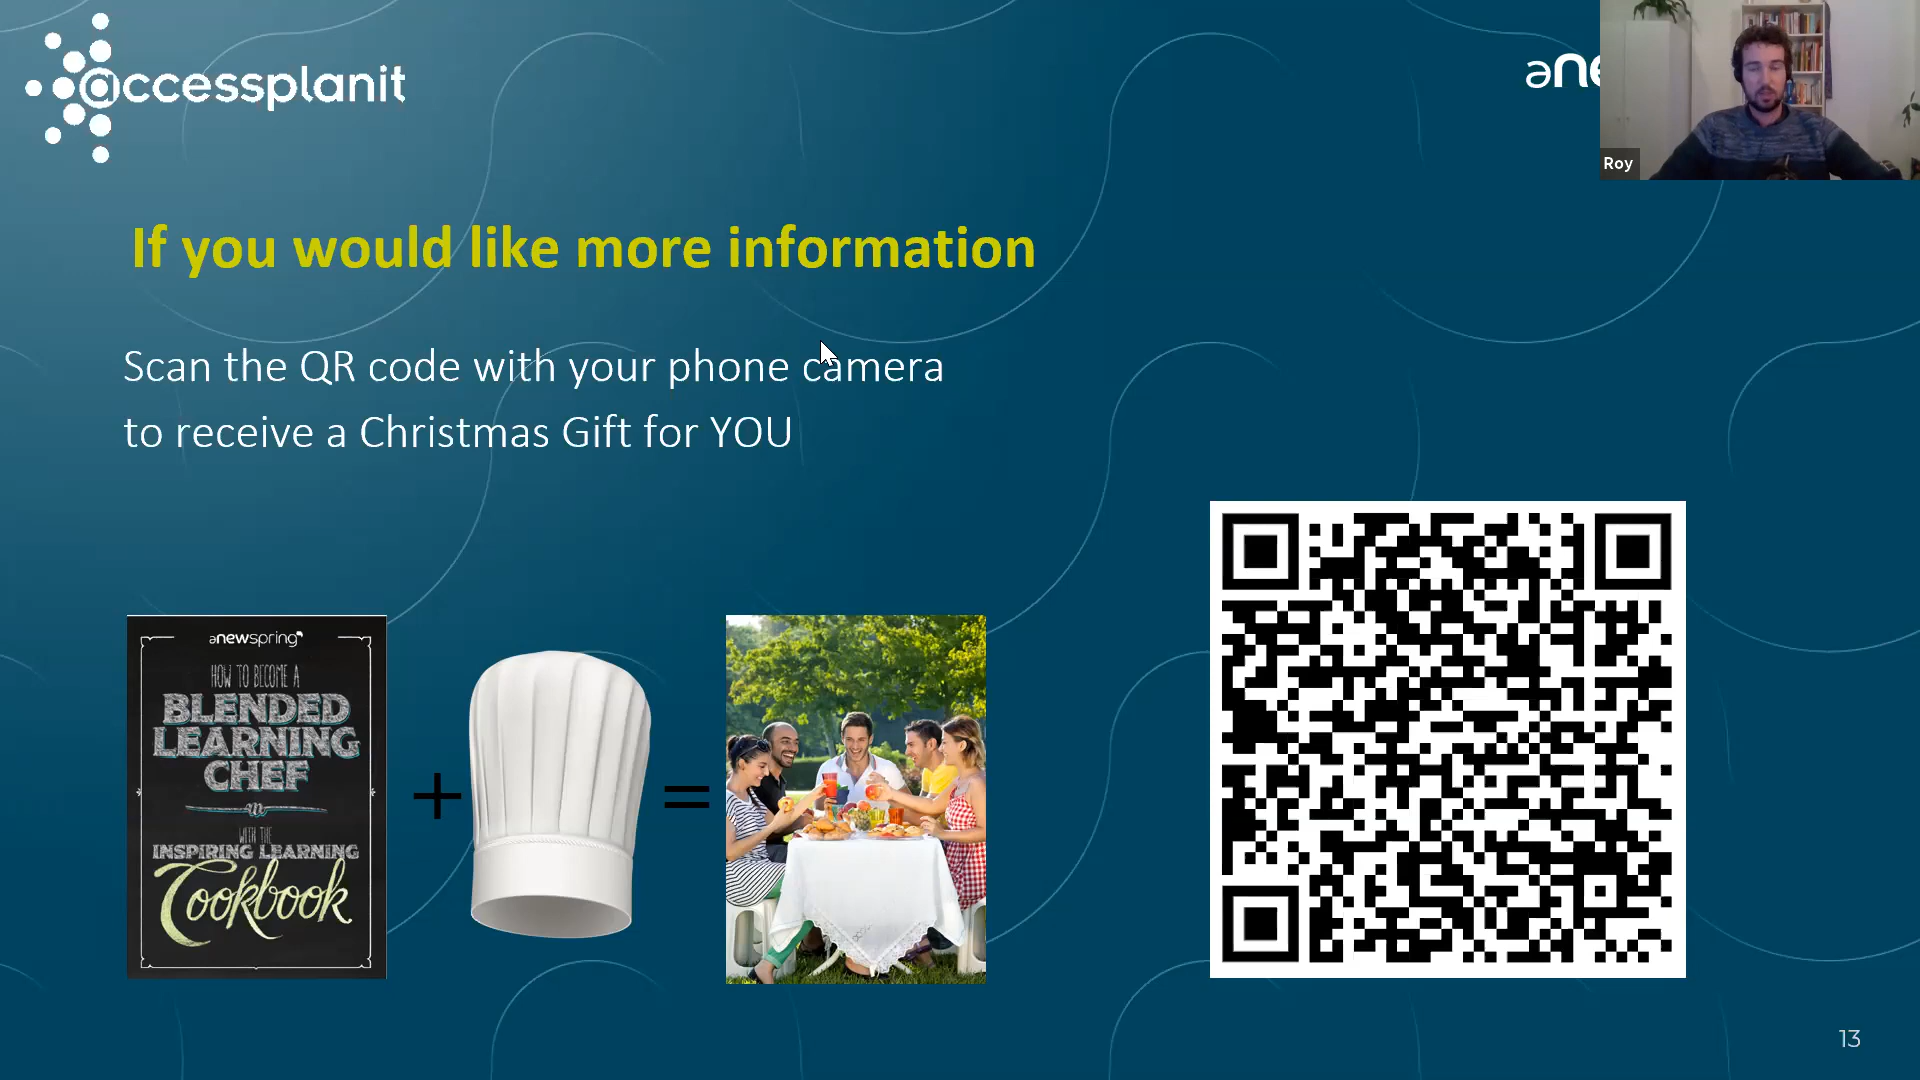 accessplanit
ane
Roy
If you would like more information
Scan the QR code with your phone camera
to receive a Christmas Gift for YOU
anewspring
HOW TO BECOME A
BLENDED
LEARNING
CHEF
WITH THE
INSPIRING LEARNING
Cookbook
+
=
13